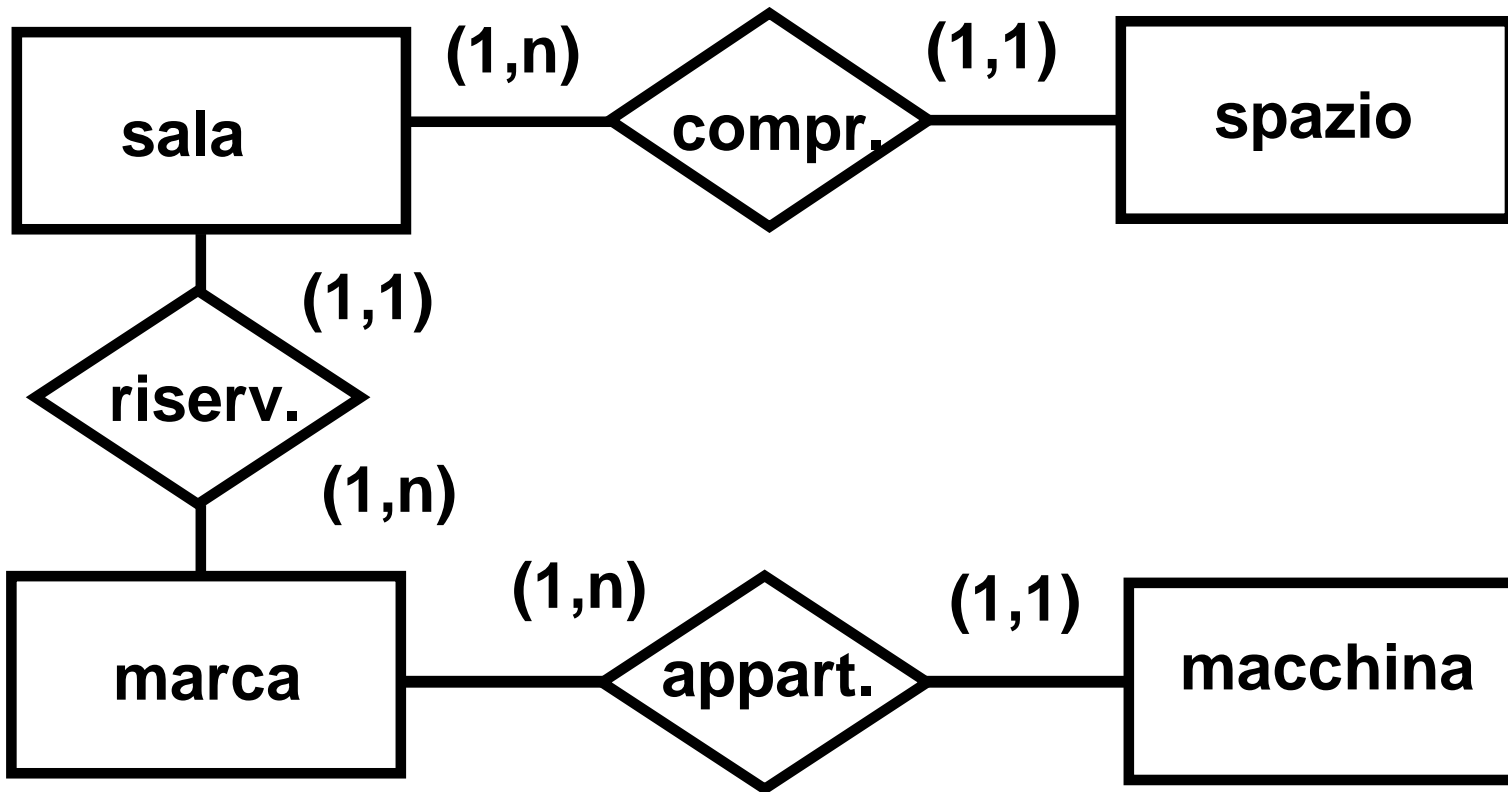 (1,n)
(1,1)
sala
compr.
spazio
(1,1)
riserv.
(1,n)
(1,n)
(1,1)
marca
appart.
macchina